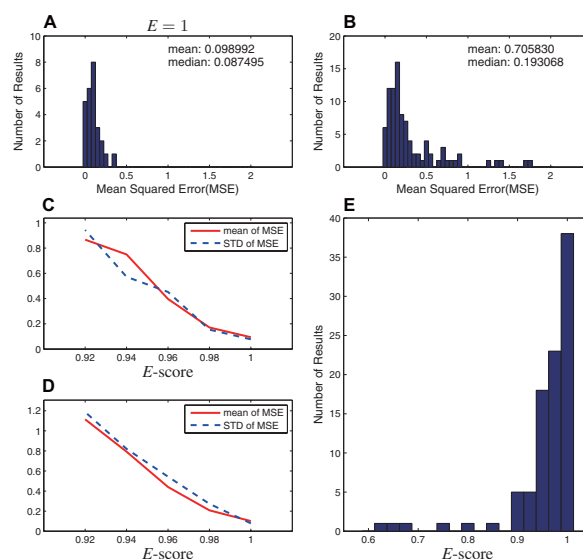 A
E = 1
mean: 0.098992
median: 0.087495
10
8
6
4
2
0
Number of Results
0
0.5
1
1.5
2
Mean Squared Error(MSE)
B
mean: 0.705830
median: 0.193068
20
16
12
6
4
0
Number of Results
0
0.5
1
1.5
2
Mean Squared Error(MSE)
C
1
0.8
0.6
0.4
0.2
0
mean of MSE
STD of MSE
0.92
0.94
0.96
0.98
1
E-score
D
1.2
1
0.8
0.6
0.4
0.2
0
mean of MSE
STD of MSE
0.92
0.94
0.96
0.98
1
E-score
E
40
35
30
25
20
15
10
5
0
Number of Results
0.6
0.7
0.8
0.9
1
E-score